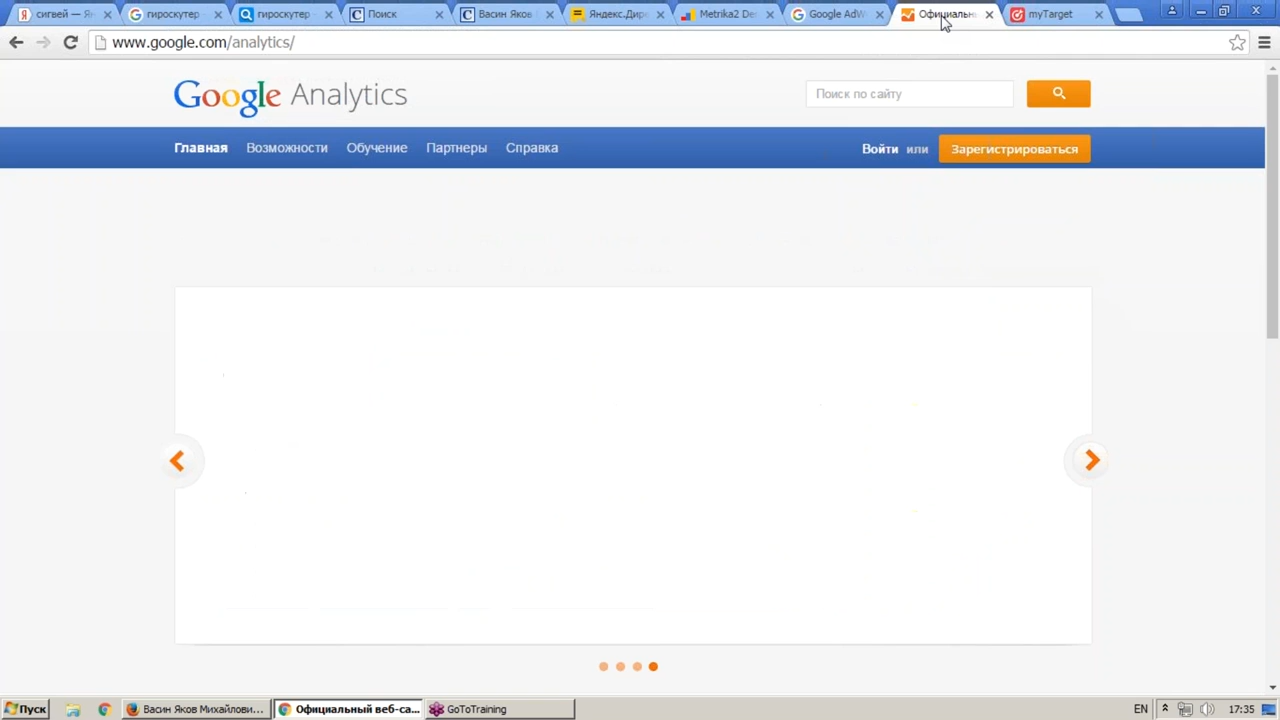 сигвей — Ян
гироскутер
гироскутер-
Поиск
Васин Яков
Яндекс.Дире
Metrika2 De
Google AdW
Официальн
myTarget
www.google.com/analytics/
Google Analytics
Поиск по сайту
Главная Возможности Обучение Партнеры Справка
Войти или Зарегистрироваться
Пуск
Васин Яков Михайлови...
Официальный веб-са...
GoToTraining
EN
17:35